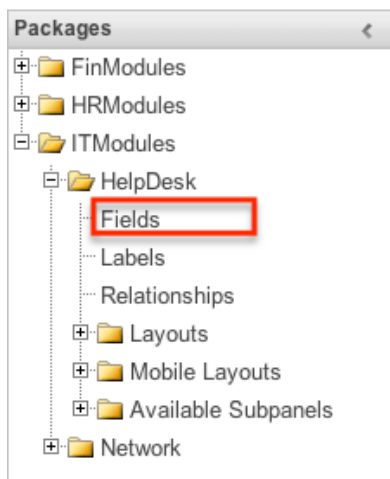 Packages
FinModules
HRModules
ITModules
HelpDesk
Fields
Labels
Relationships
Layouts
Mobile Layouts
Available Subpanels
Network